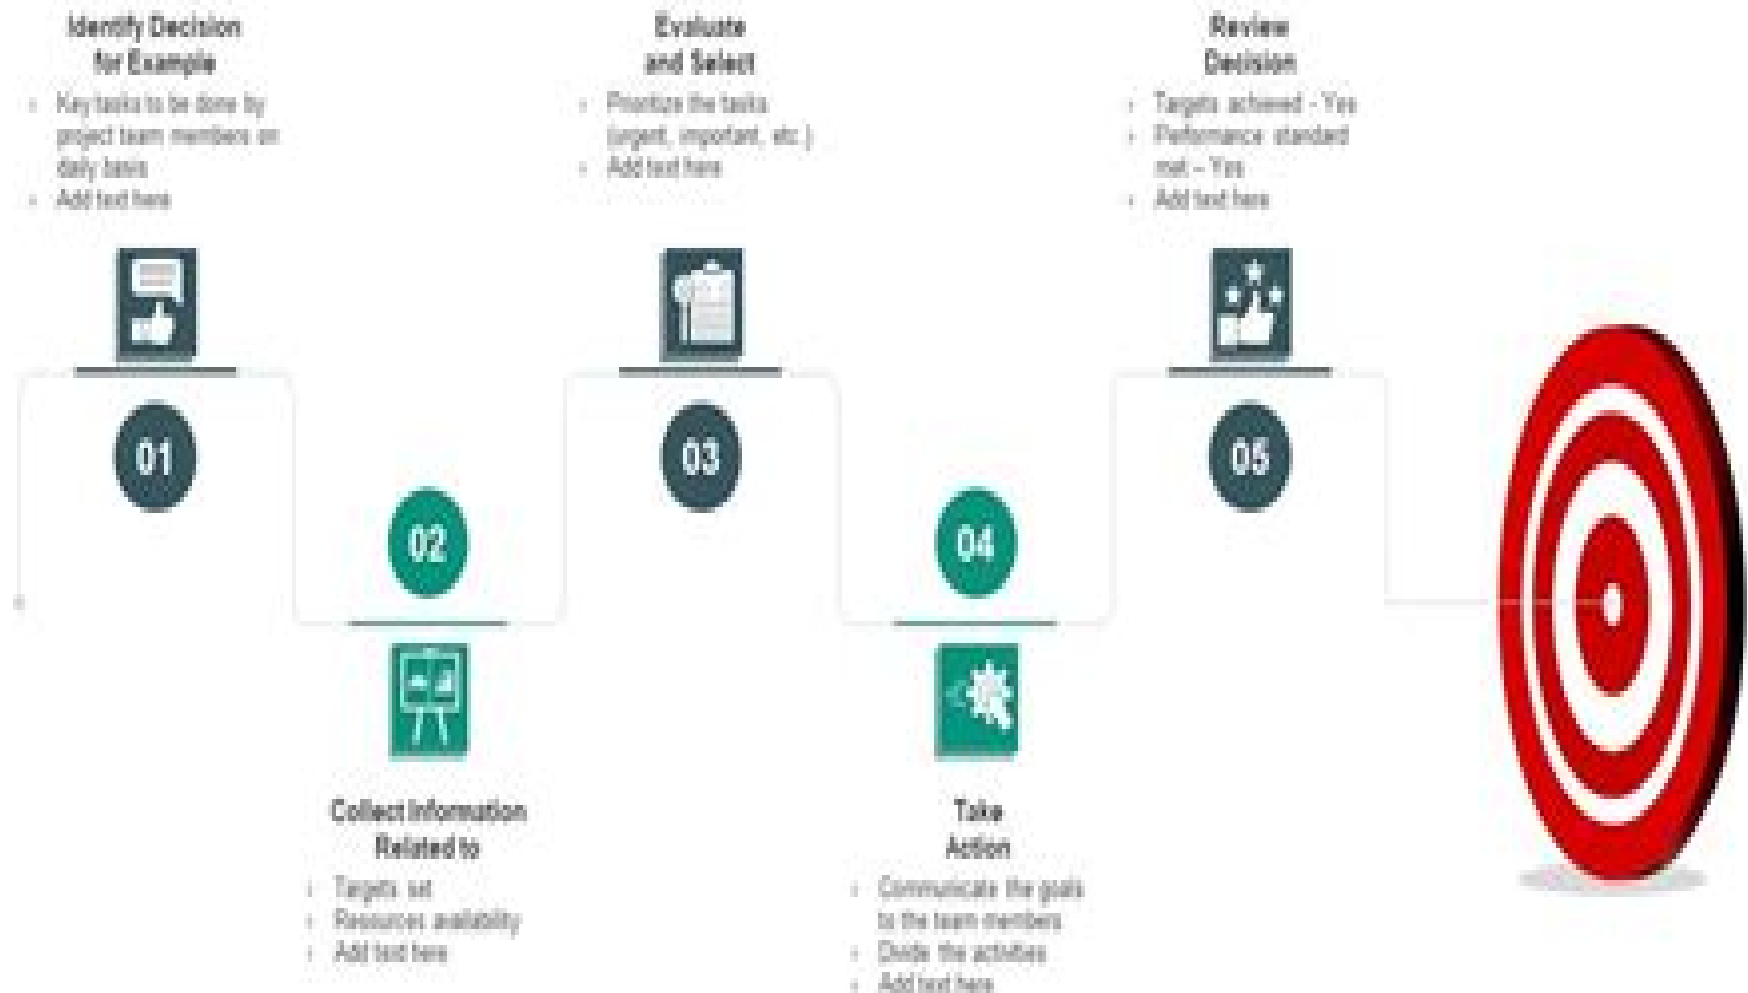 Identify Decision
for Example
Key tasks to be done by
project team members on
daily basis
Add text here
01
Collect Information
Related to
Targets set
Resources availability
Add text here
02
Evaluate
and Select
Prioritize the tasks
(urgent, important, etc.)
Add text here
03
Take
Action
Communicate the goals
to the team members
Divide the activities
Add text here
04
Review
Decision
Targets achieved - Yes
Performance standard
met – Yes
Add text here
05